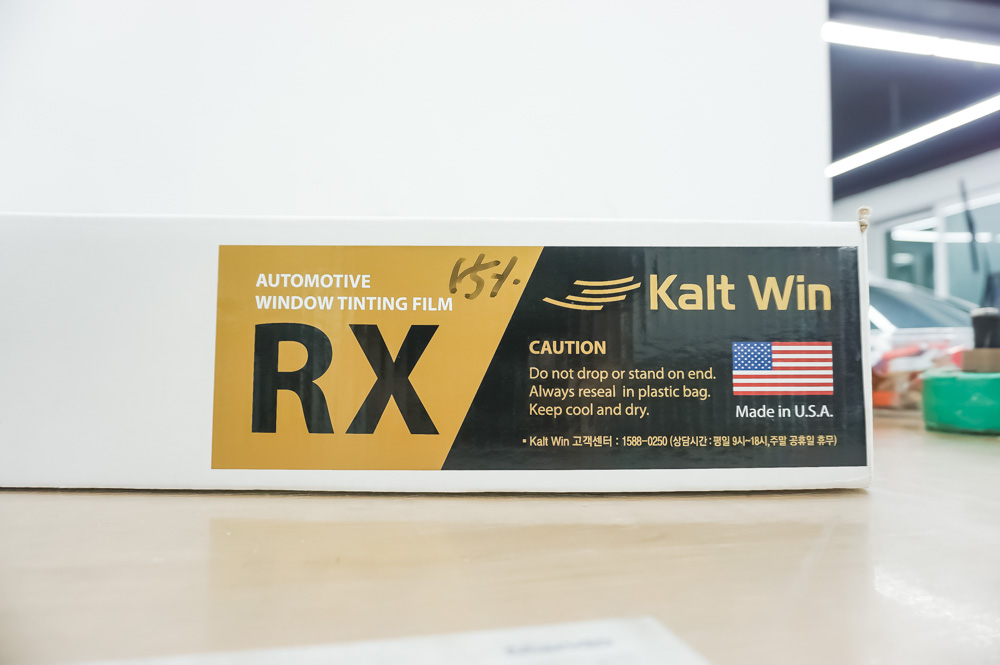 AUTOMOTIVE
WINDOW TINTING FILM
RX
15%
Kalt Win
CAUTION
Do not drop or stand on end.
Always reseal in plastic bag.
Keep cool and dry.
Made in U.S.A.
▪ Kalt Win 고객센터 : 1588-0250 (상담시간 : 평일 9시~18시,주말 공휴일 휴무)